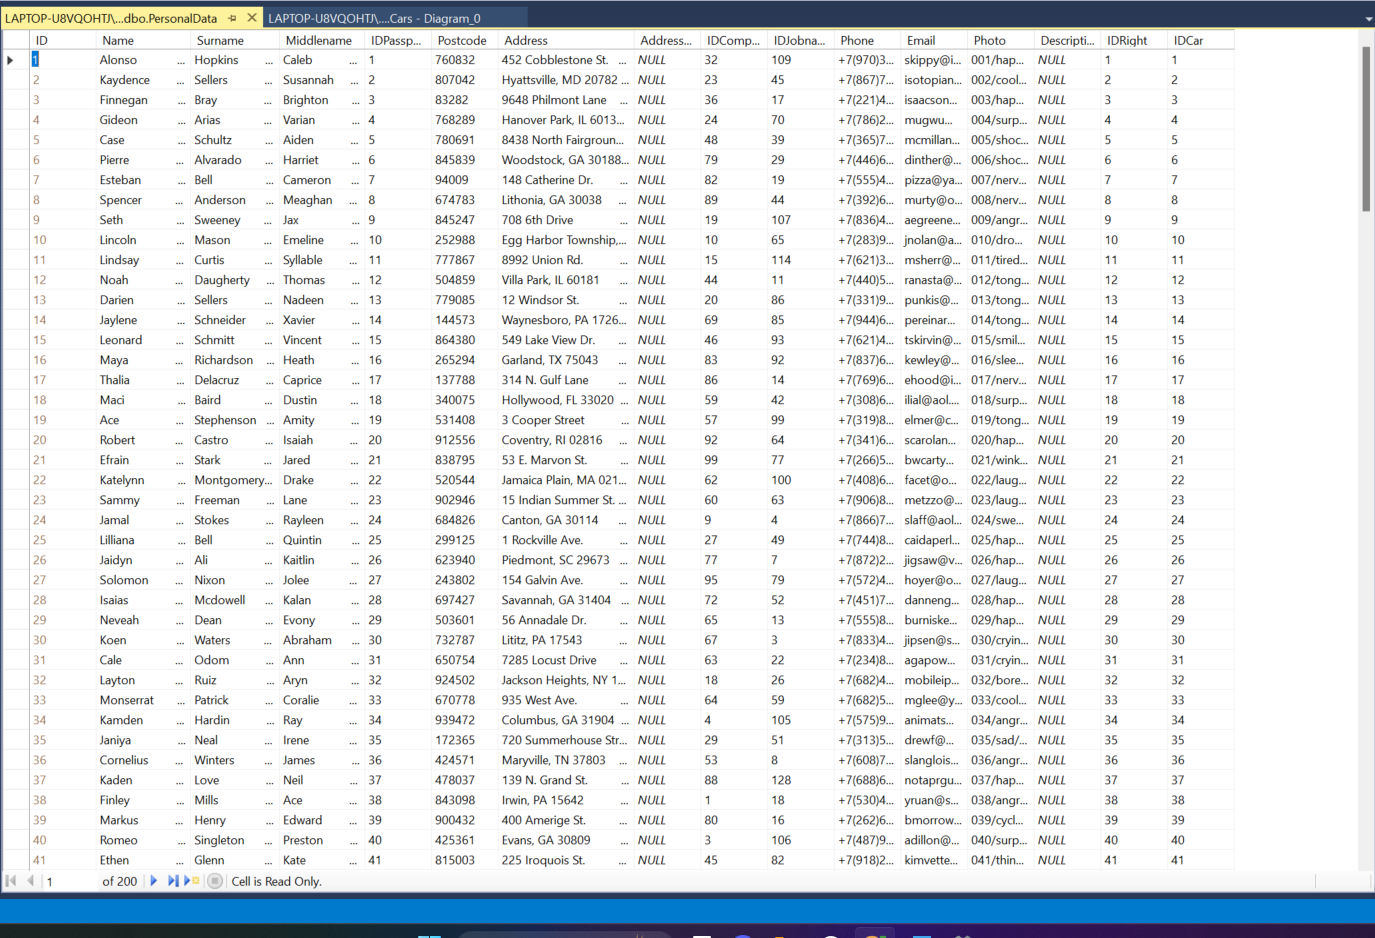 LAPTOP-U8VQOHTJ\...dbo.PersonalData LAPTOP-U8VQOHTJ\....Cars - Diagram_0
ID Name Surname Middlename IDPassp... Postcode Address Address... IDComp... IDJobna... Phone Email Photo Descripti... IDRight IDCar
1 Alonso ... Hopkins ... Caleb ... 1 760832 452 Cobblestone St. ... NULL 32 109 +7(970)3... skippy@i... 001/hap... NULL 1 1
2 Kaydence ... Sellers ... Susannah ... 2 807042 Hyattsville, MD 20782 ... NULL 23 45 +7(867)7... isotopian... 002/cool... NULL 2 2
3 Finnegan ... Bray ... Brighton ... 3 83282 9648 Philmont Lane ... NULL 36 17 +7(221)4... isaacson... 003/hap... NULL 3 3
4 Gideon ... Arias ... Varian ... 4 768289 Hanover Park, IL 6013... NULL 24 70 +7(786)2... mugwu... 004/surp... NULL 4 4
5 Case ... Schultz ... Aiden ... 5 780691 8438 North Fairgroun... NULL 48 39 +7(365)7... mcmillan... 005/shoc... NULL 5 5
6 Pierre ... Alvarado ... Harriet ... 6 845839 Woodstock, GA 30188... NULL 79 29 +7(446)6... dinther@... 006/shoc... NULL 6 6
7 Esteban ... Bell ... Cameron ... 7 94009 148 Catherine Dr. ... NULL 82 19 +7(555)4... pizza@ya... 007/nerv... NULL 7 7
8 Spencer ... Anderson ... Meaghan ... 8 674783 Lithonia, GA 30038 ... NULL 89 44 +7(392)6... murty@o... 008/nerv... NULL 8 8
9 Seth ... Sweeney ... Jax ... 9 845247 708 6th Drive ... NULL 19 107 +7(836)4... aegreene... 009/angr... NULL 9 9
10 Lincoln ... Mason ... Emeline ... 10 252988 Egg Harbor Township,... NULL 10 65 +7(283)9... jnolan@a... 010/dro... NULL 10 10
11 Lindsay ... Curtis ... Syllable ... 11 777867 8992 Union Rd. ... NULL 15 114 +7(621)3... msherr@... 011/tired... NULL 11 11
12 Noah ... Daugherty ... Thomas ... 12 504859 Villa Park, IL 60181 ... NULL 44 11 +7(440)5... ranasta@... 012/tong... NULL 12 12
13 Darien ... Sellers ... Nadeen ... 13 779085 12 Windsor St. ... NULL 20 86 +7(331)9... punkis@... 013/tong... NULL 13 13
14 Jaylene ... Schneider ... Xavier ... 14 144573 Waynesboro, PA 1726... NULL 69 85 +7(944)6... pereinar... 014/tong... NULL 14 14
15 Leonard ... Schmitt ... Vincent ... 15 864380 549 Lake View Dr. ... NULL 46 93 +7(621)4... tskirvin@... 015/smil... NULL 15 15
16 Maya ... Richardson ... Heath ... 16 265294 Garland, TX 75043 ... NULL 83 92 +7(837)6... kewley@... 016/slee... NULL 16 16
17 Thalia ... Delacruz ... Caprice ... 17 137788 314 N. Gulf Lane ... NULL 86 14 +7(769)6... ehood@i... 017/nerv... NULL 17 17
18 Maci ... Baird ... Dustin ... 18 340075 Hollywood, FL 33020 ... NULL 59 42 +7(308)6... ilial@aol.... 018/surp... NULL 18 18
19 Ace ... Stephenson ... Amity ... 19 531408 3 Cooper Street ... NULL 57 99 +7(319)8... elmer@c... 019/tong... NULL 19 19
20 Robert ... Castro ... Isaiah ... 20 912556 Coventry, RI 02816 ... NULL 92 64 +7(341)6... scarolan... 020/hap... NULL 20 20
21 Efrain ... Stark ... Jared ... 21 838795 53 E. Marvon St. ... NULL 99 77 +7(266)5... bwcarty... 021/wink... NULL 21 21
22 Katelynn ... Montgomery... Drake ... 22 520544 Jamaica Plain, MA 021... NULL 62 100 +7(408)6... facet@o... 022/laug... NULL 22 22
23 Sammy ... Freeman ... Lane ... 23 902946 15 Indian Summer St. ... NULL 60 63 +7(906)8... metzzo@... 023/laug... NULL 23 23
24 Jamal ... Stokes ... Rayleen ... 24 684826 Canton, GA 30114 ... NULL 9 4 +7(866)7... slaff@aol... 024/swe... NULL 24 24
25 Lilliana ... Bell ... Quintin ... 25 299125 1 Rockville Ave. ... NULL 27 49 +7(744)8... caidaperl... 025/hap... NULL 25 25
26 Jaidyn ... Ali ... Kaitlin ... 26 623940 Piedmont, SC 29673 ... NULL 77 7 +7(872)2... jigsaw@v... 026/hap... NULL 26 26
27 Solomon ... Nixon ... Jolee ... 27 243802 154 Galvin Ave. ... NULL 95 79 +7(572)4... hoyer@o... 027/laug... NULL 27 27
28 Isaias ... Mcdowell ... Kalan ... 28 697427 Savannah, GA 31404 ... NULL 72 52 +7(451)7... danneng... 028/hap... NULL 28 28
29 Neveah ... Dean ... Evony ... 29 503601 56 Annadale Dr. ... NULL 65 13 +7(555)8... burniske... 029/hap... NULL 29 29
30 Koen ... Waters ... Abraham ... 30 732787 Lititz, PA 17543 ... NULL 67 3 +7(833)4... jipsen@s... 030/cryin... NULL 30 30
31 Cale ... Odom ... Ann ... 31 650754 7285 Locust Drive ... NULL 63 22 +7(234)8... agapow... 031/cryin... NULL 31 31
32 Layton ... Ruiz ... Aryn ... 32 924502 Jackson Heights, NY 1... NULL 18 26 +7(682)4... mobileip... 032/bore... NULL 32 32
33 Monserrat ... Patrick ... Coralie ... 33 670778 935 West Ave. ... NULL 64 59 +7(682)5... mglee@y... 033/cool... NULL 33 33
34 Kamden ... Hardin ... Ray ... 34 939472 Columbus, GA 31904 ... NULL 4 105 +7(575)9... animats... 034/angr... NULL 34 34
35 Janiya ... Neal ... Irene ... 35 172365 720 Summerhouse Str... NULL 29 51 +7(313)5... drewf@... 035/sad/... NULL 35 35
36 Cornelius ... Winters ... James ... 36 424571 Maryville, TN 37803 ... NULL 53 8 +7(608)7... slanglois... 036/angr... NULL 36 36
37 Kaden ... Love ... Neil ... 37 478037 139 N. Grand St. ... NULL 88 128 +7(688)6... notaprgu... 037/hap... NULL 37 37
38 Finley ... Mills ... Ace ... 38 843098 Irwin, PA 15642 ... NULL 1 18 +7(530)4... yruan@s... 038/angr... NULL 38 38
39 Markus ... Henry ... Edward ... 39 900432 400 Amerige St. ... NULL 80 16 +7(262)6... bmorrow... 039/cycl... NULL 39 39
40 Romeo ... Singleton ... Preston ... 40 425361 Evans, GA 30809 ... NULL 3 106 +7(487)9... adillon@... 040/surp... NULL 40 40
41 Ethen ... Glenn ... Kate ... 41 815003 225 Iroquois St. ... NULL 45 82 +7(918)2... kimvette... 041/thin... NULL 41 41
1 of 200 Cell is Read Only.